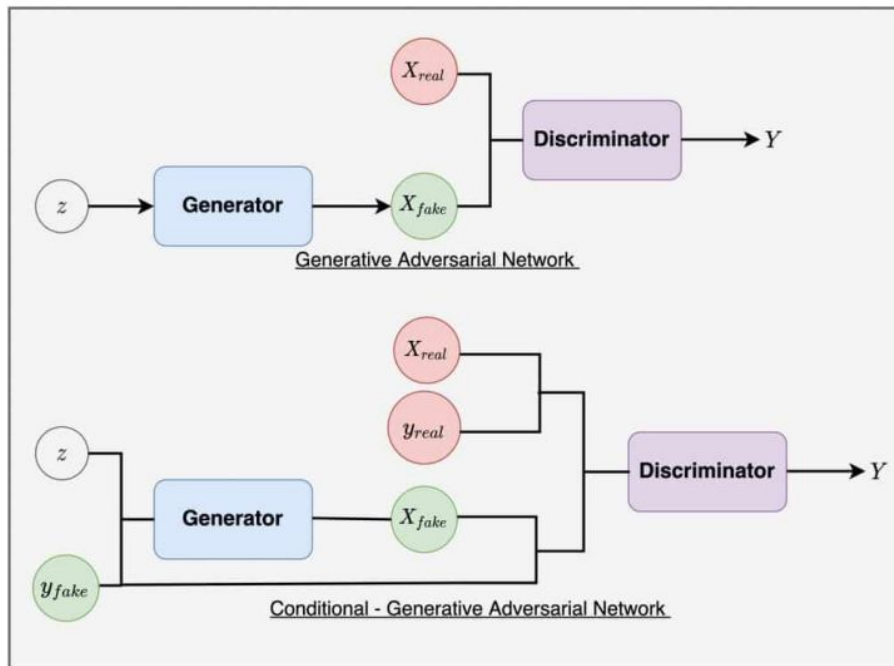 X_real
Discriminator
Y
z
Generator
X_fake
Generative Adversarial Network
X_real
y_real
z
Discriminator
Y
Generator
X_fake
y_fake
Conditional - Generative Adversarial Network